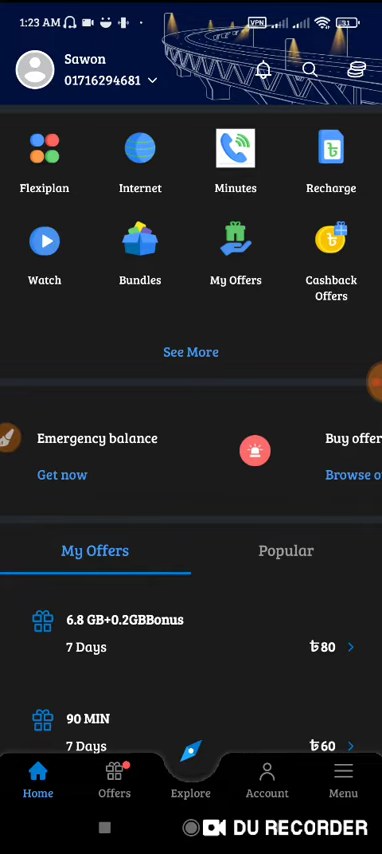 1:23 AM
VPN
31
Sawon
01716294681
Flexiplan
Internet
Minutes
Recharge
Watch
Bundles
My Offers
Cashback
Offers
See More
Emergency balance
Get now
Buy offer
Browse o
My Offers
Popular
6.8 GB+0.2GBBonus
7 Days
৳80
90 MIN
7 Days
৳60
Home
Offers
Explore
Account
Menu
DU RECORDER